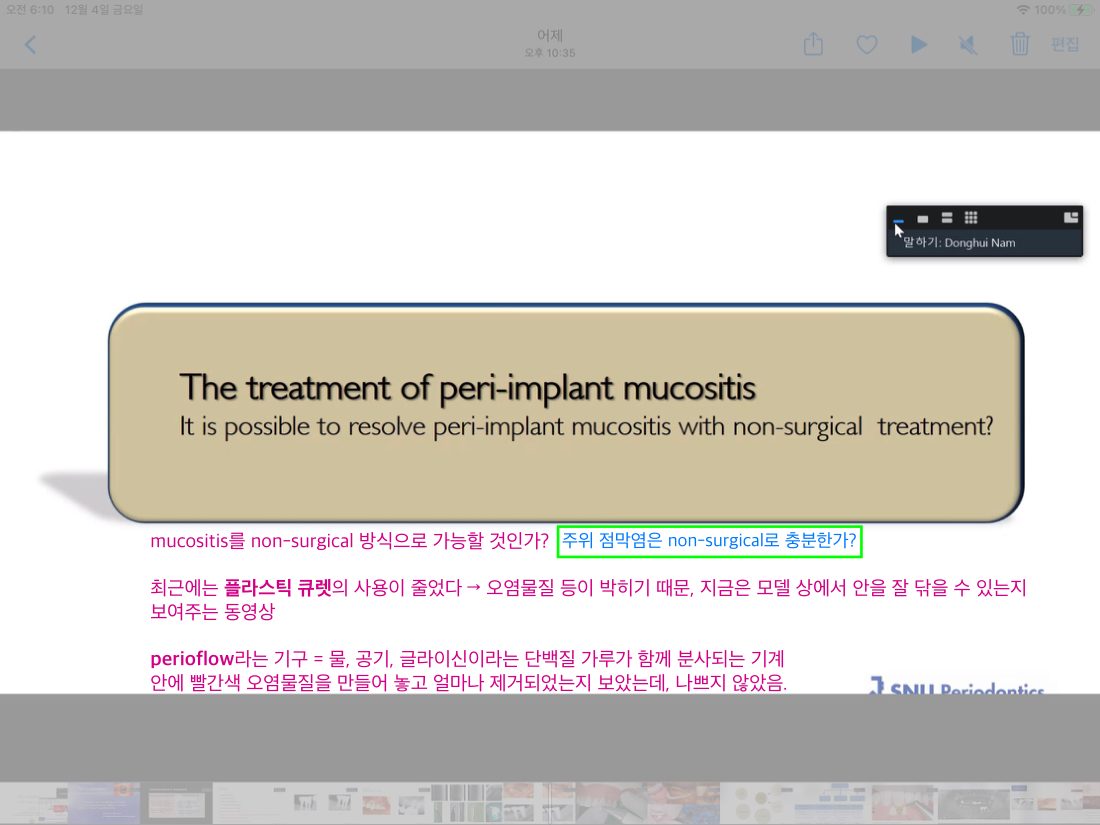 오전 6:10 12월 4일 금요일
100%
어제
오후 10:35
편집
말하기: Donghui Nam
The treatment of peri-implant mucositis
It is possible to resolve peri-implant mucositis with non-surgical treatment?
mucositis를 non-surgical 방식으로 가능할 것인가? 주위 점막염은 non-surgical로 충분한가?
최근에는 플라스틱 큐렛의 사용이 줄었다 → 오염물질 등이 박히기 때문, 지금은 모델 상에서 안을 잘 닦을 수 있는지
보여주는 동영상
perioflow라는 기구 = 물, 공기, 글라이신이라는 단백질 가루가 함께 분사되는 기계
안에 빨간색 오염물질을 만들어 놓고 얼마나 제거되었는지 보았는데, 나쁘지 않았음.
SNU Periodontics